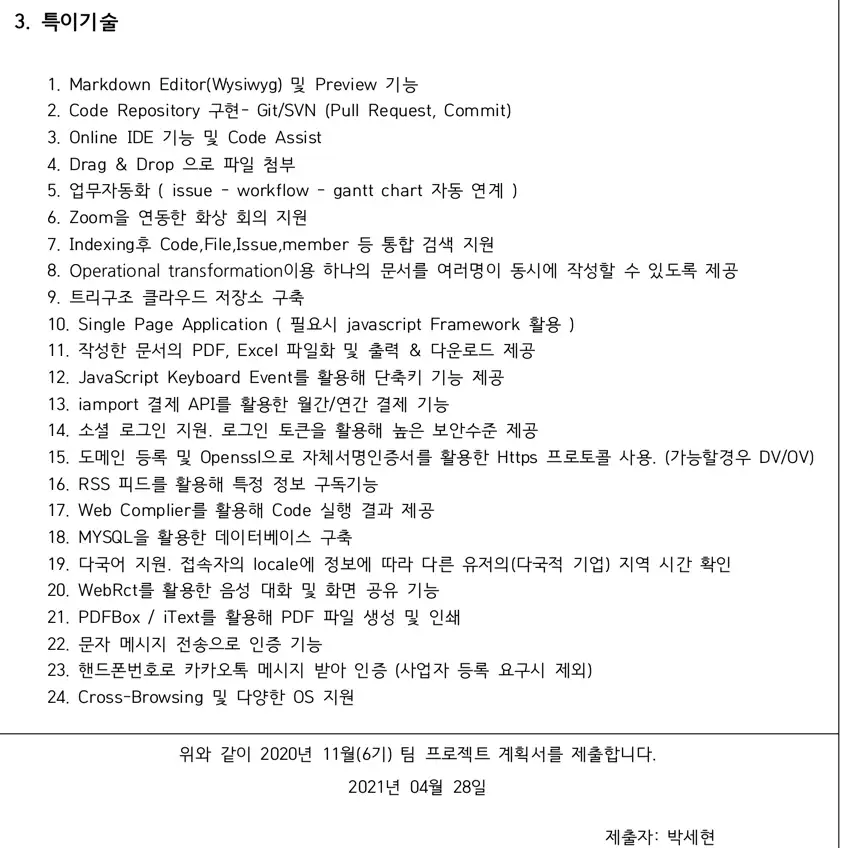 3. 특이기술
1. Markdown Editor(Wysiwyg) 및 Preview 기능
2. Code Repository 구현- Git/SVN (Pull Request, Commit)
3. Online IDE 기능 및 Code Assist
4. Drag & Drop 으로 파일 첨부
5. 업무자동화 ( issue - workflow - gantt chart 자동 연계 )
6. Zoom을 연동한 화상 회의 지원
7. Indexing후 Code,File,Issue,member 등 통합 검색 지원
8. Operational transformation이용 하나의 문서를 여러명이 동시에 작성할 수 있도록 제공
9. 트리구조 클라우드 저장소 구축
10. Single Page Application ( 필요시 javascript Framework 활용 )
11. 작성한 문서의 PDF, Excel 파일화 및 출력 & 다운로드 제공
12. JavaScript Keyboard Event를 활용해 단축키 기능 제공
13. iamport 결제 API를 활용한 월간/연간 결제 기능
14. 소셜 로그인 지원. 로그인 토큰을 활용해 높은 보안수준 제공
15. 도메인 등록 및 Openssl으로 자체서명인증서를 활용한 Https 프로토콜 사용. (가능할경우 DV/OV)
16. RSS 피드를 활용해 특정 정보 구독기능
17. Web Complier를 활용해 Code 실행 결과 제공
18. MYSQL을 활용한 데이터베이스 구축
19. 다국어 지원. 접속자의 locale에 정보에 따라 다른 유저의(다국적 기업) 지역 시간 확인
20. WebRct를 활용한 음성 대화 및 화면 공유 기능
21. PDFBox / iText를 활용해 PDF 파일 생성 및 인쇄
22. 문자 메시지 전송으로 인증 기능
23. 핸드폰번호로 카카오톡 메시지 받아 인증 (사업자 등록 요구시 제외)
24. Cross-Browsing 및 다양한 OS 지원
위와 같이 2020년 11월(6기) 팀 프로젝트 계획서를 제출합니다.
2021년 04월 28일
제출자: 박세현